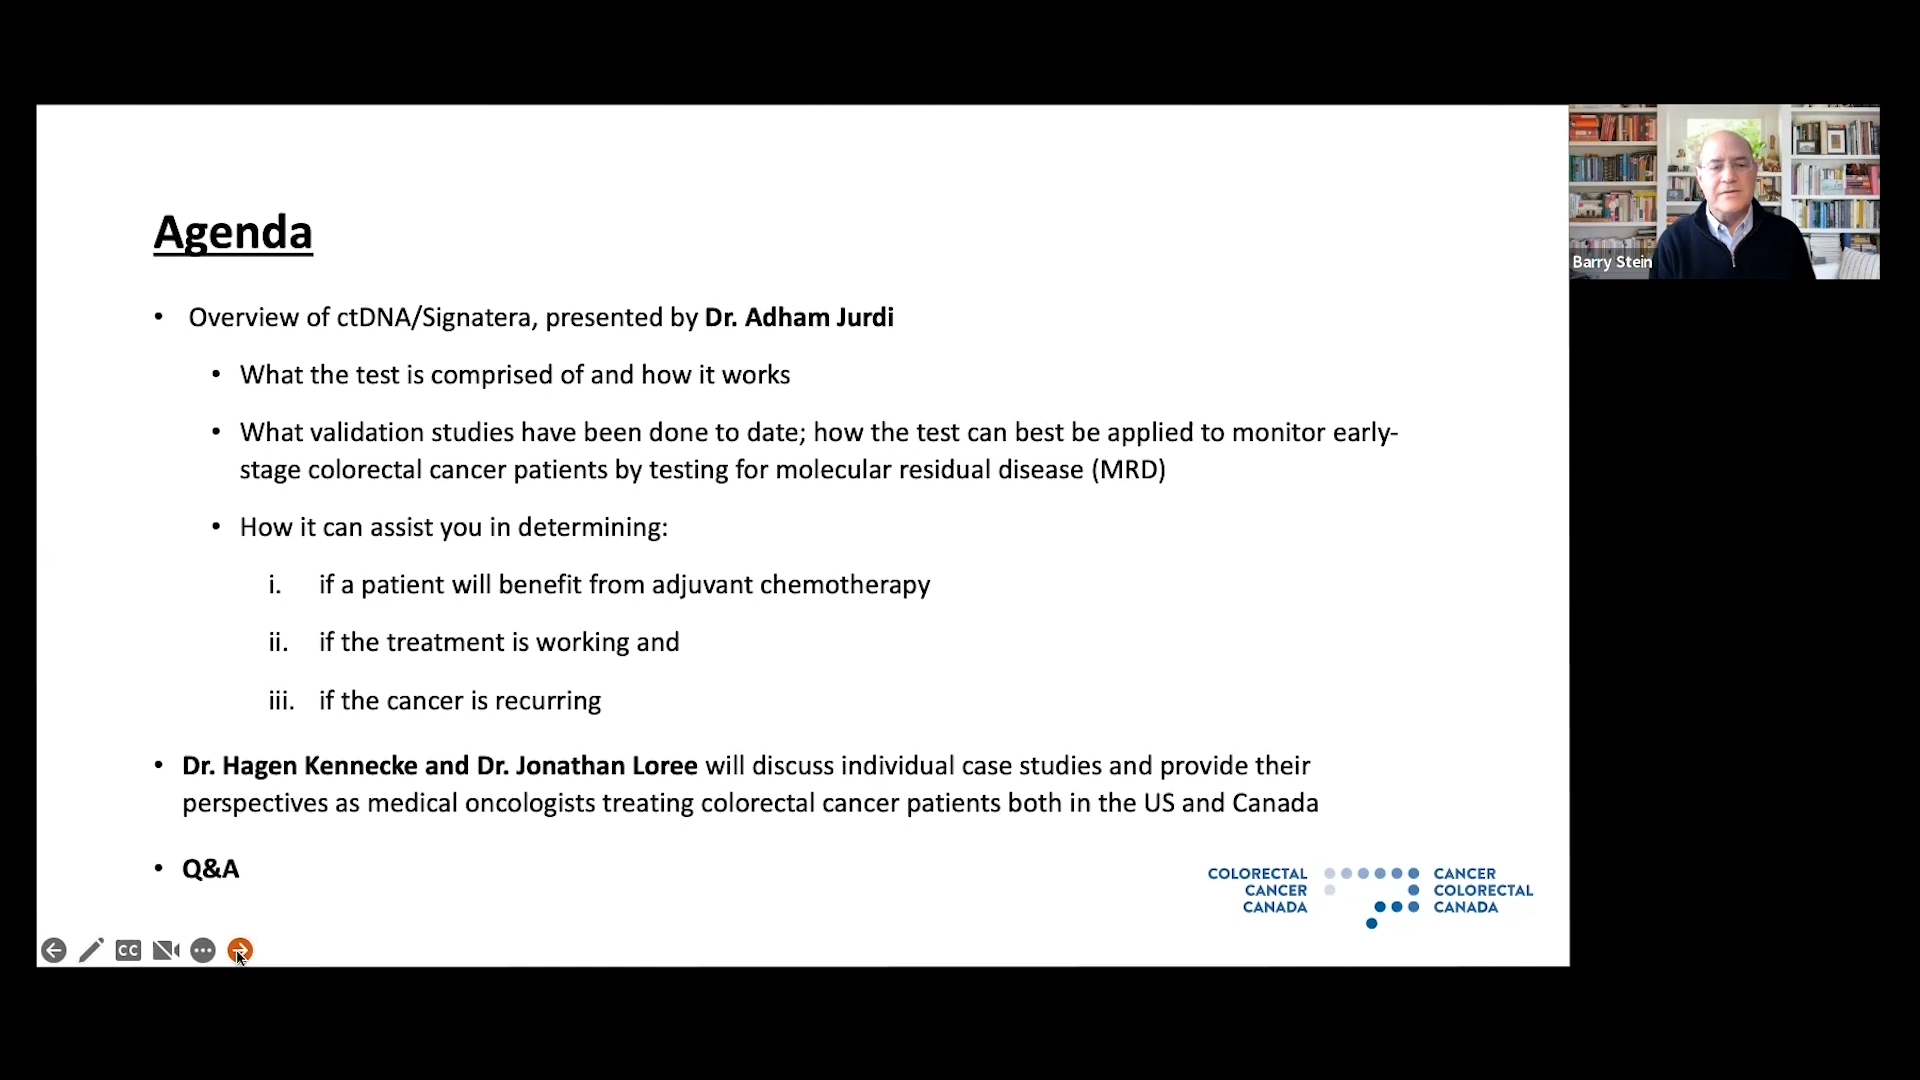 Agenda
• Overview of ctDNA/Signatera, presented by Dr. Adham Jurdi
• What the test is comprised of and how it works
• What validation studies have been done to date; how the test can best be applied to monitor early-
stage colorectal cancer patients by testing for molecular residual disease (MRD)
• How it can assist you in determining:
i. if a patient will benefit from adjuvant chemotherapy
ii. if the treatment is working and
iii. if the cancer is recurring
• Dr. Hagen Kennecke and Dr. Jonathan Loree will discuss individual case studies and provide their
perspectives as medical oncologists treating colorectal cancer patients both in the US and Canada
• Q&A
COLORECTAL
CANCER
CANADA
CANCER
COLORECTAL
CANADA
CC
Barry Stein